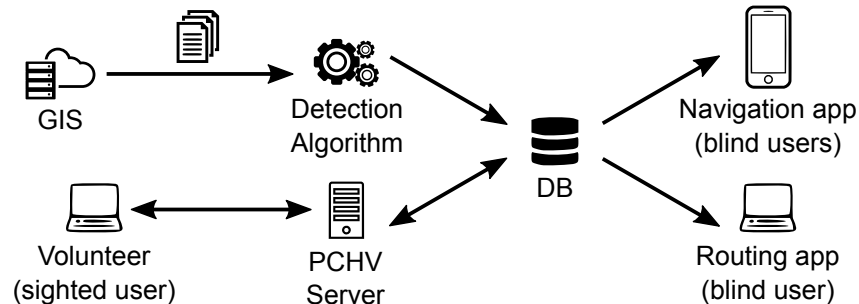 GIS
Detection
Algorithm
DB
Navigation app
(blind users)
Volunteer
(sighted user)
PCHV
Server
Routing app
(blind user)